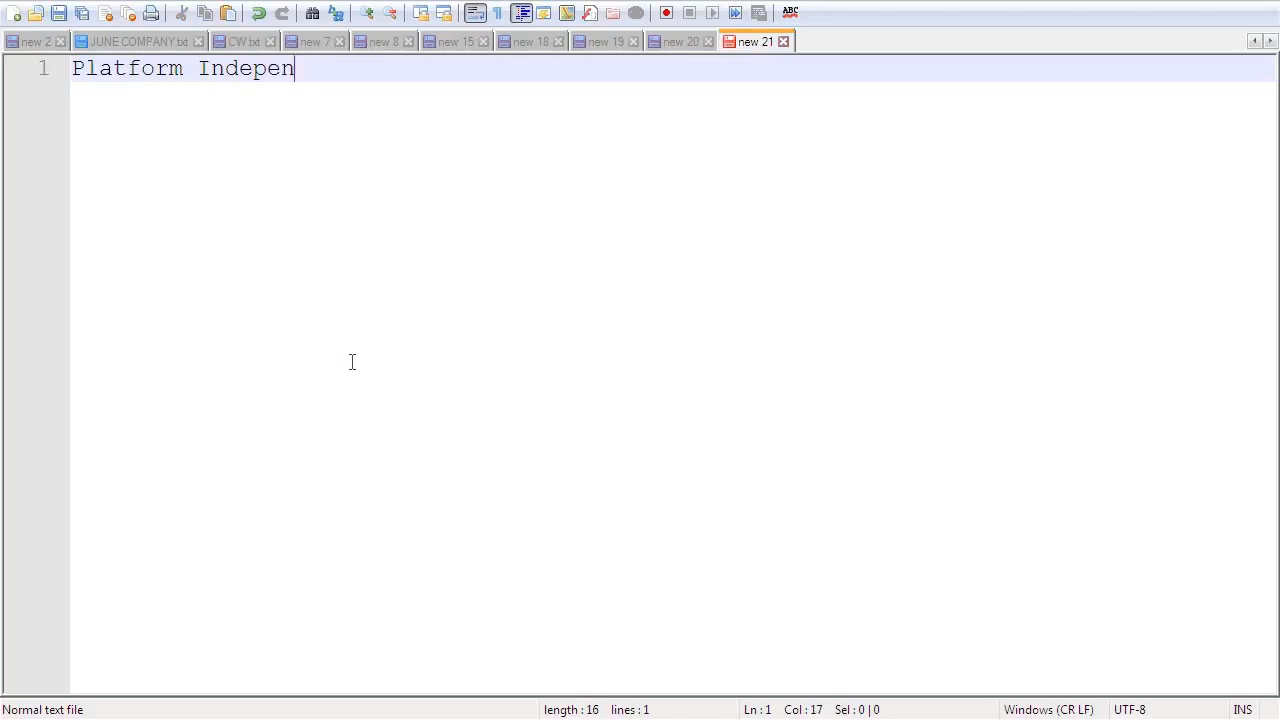 ABC
new 2 JUNE COMPANY.txt CW.txt new 7 new 8 new 15 new 18 new 19 new 20 new 21
1 Platform Indepen
Normal text file length : 16 lines : 1 Ln : 1 Col : 17 Sel : 0 | 0 Windows (CR LF) UTF-8 INS